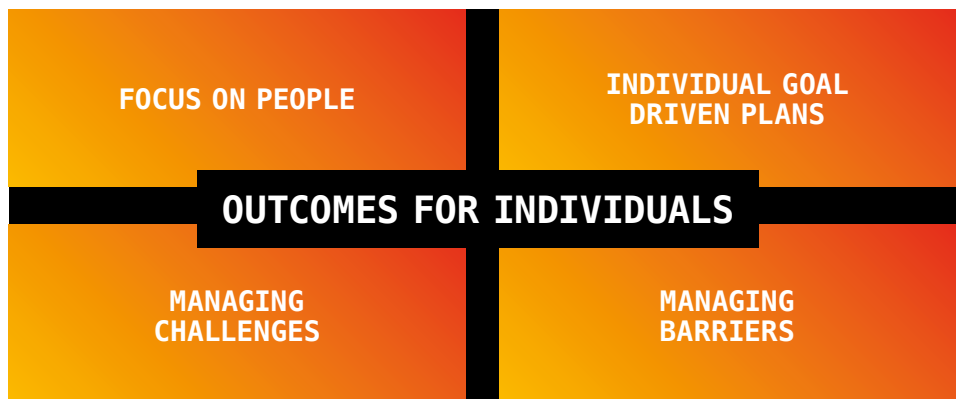 FOCUS ON PEOPLE
INDIVIDUAL GOAL
DRIVEN PLANS
OUTCOMES FOR INDIVIDUALS
MANAGING
CHALLENGES
MANAGING
BARRIERS